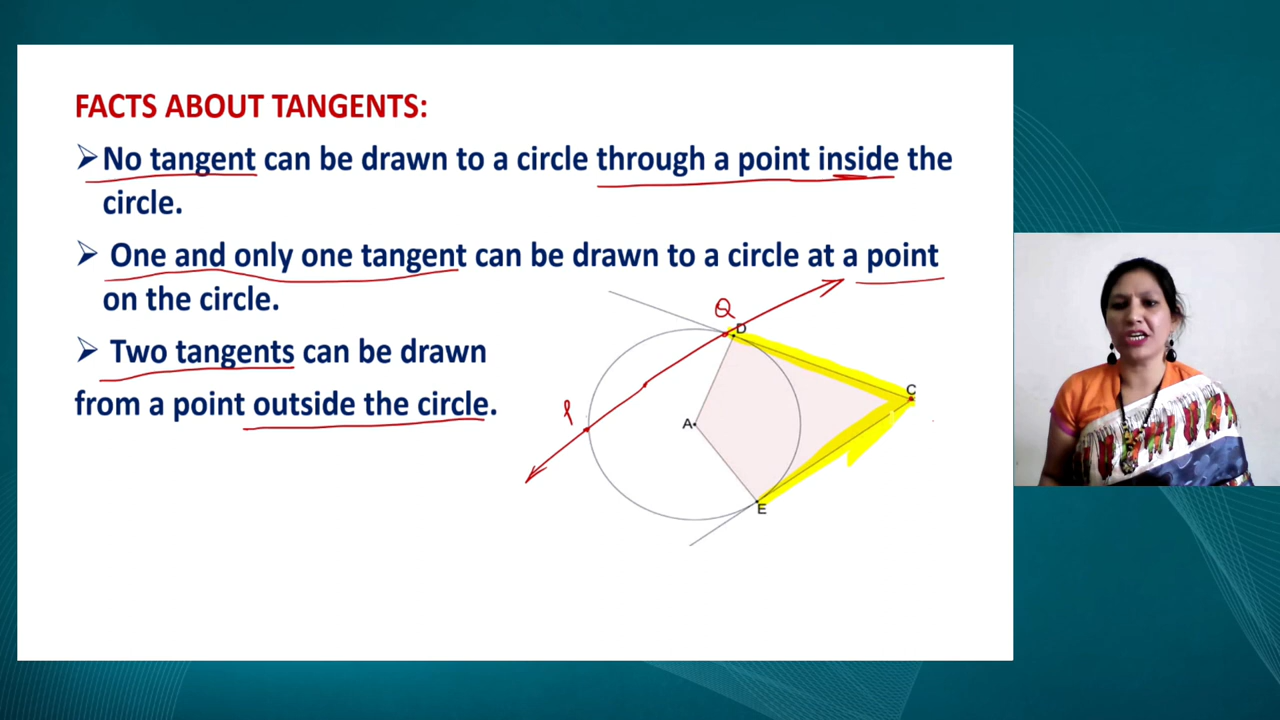 FACTS ABOUT TANGENTS:
➢No tangent can be drawn to a circle through a point inside the
circle.
➢ One and only one tangent can be drawn to a circle at a point
on the circle.
➢ Two tangents can be drawn
from a point outside the circle.
Q
D
C
A
E